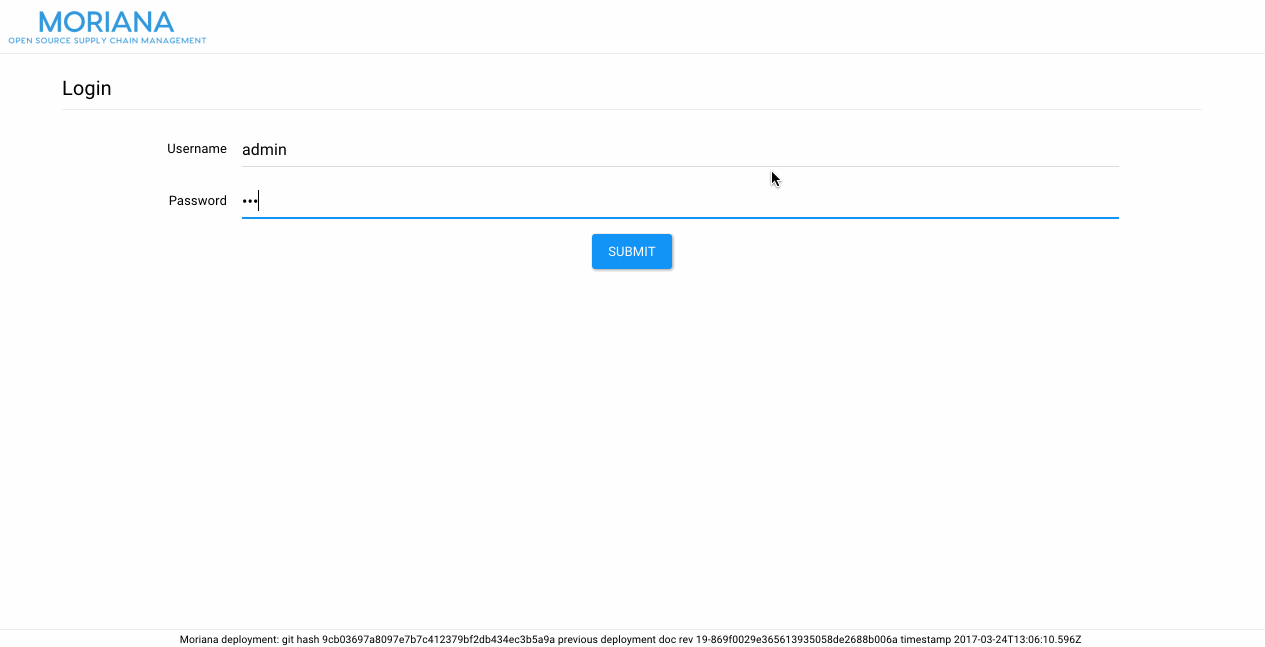 MORIANA
OPEN SOURCE SUPPLY CHAIN MANAGEMENT
Login
Username admin
Password •••
SUBMIT
Moriana deployment: git hash 9cb03697a8097e7b7c412379bf2db434ec3b5a9a previous deployment doc rev 19-869f0029e365613935058de2688b006a timestamp 2017-03-24T13:06:10.596Z